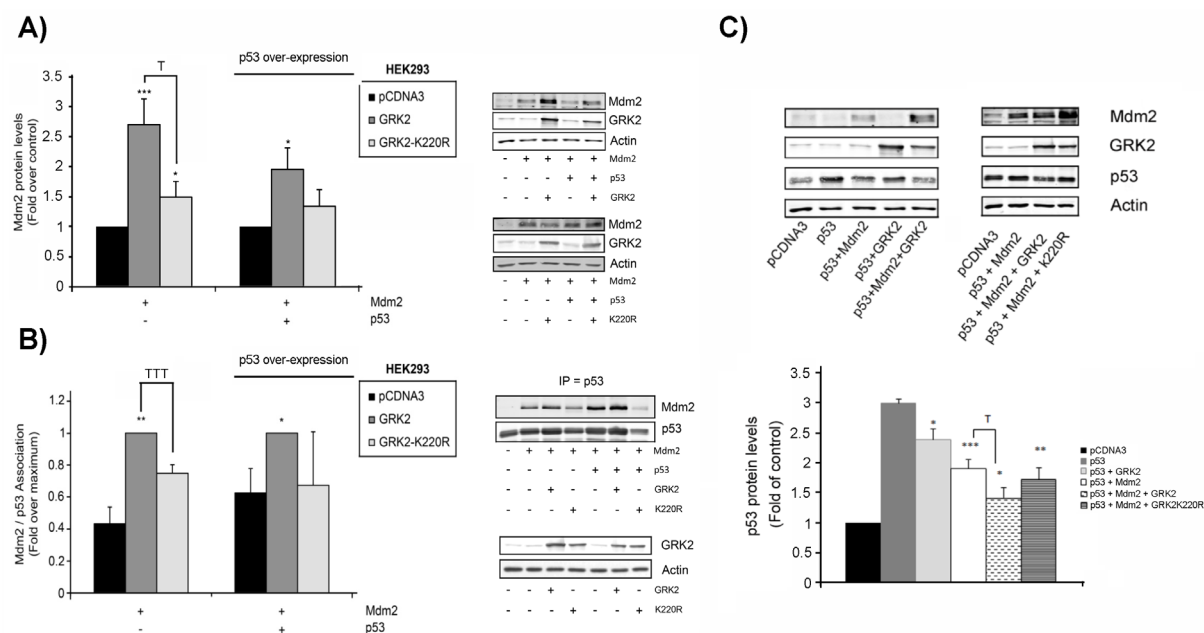 A)
p53 over-expression
HEK293
pCDNA3
GRK2
GRK2-K220R
Mdm2 protein levels
(Fold over control)
3.5
3
2.5
2
1.5
1
0.5
0
***
T
*
*
+ + Mdm2
- + p53
Mdm2
GRK2
Actin
- + + + + Mdm2
- - - + + p53
- - + - + GRK2
Mdm2
GRK2
Actin
- + + + + Mdm2
- - - + + p53
- - + - + K220R
B)
p53 over-expression
HEK293
pCDNA3
GRK2
GRK2-K220R
Mdm2 / p53 Association
(Fold over maximum)
1.2
1
0.8
0.6
0.4
0.2
0
TTT
**
*
+ + Mdm2
- + p53
IP = p53
Mdm2
p53
- + + + + + + Mdm2
- - - - + + + p53
- - + - - + - GRK2
- - - + - - + K220R
GRK2
Actin
- - + - - + - GRK2
- - - + - - + K220R
C)
Mdm2
GRK2
p53
Actin
pCDNA3
p53
p53+Mdm2
p53+GRK2
p53+Mdm2+GRK2
pCDNA3
p53 + Mdm2
p53 + Mdm2 + GRK2
p53 + Mdm2 + K220R
p53 protein levels
(Fold of control)
3.5
3
2.5
2
1.5
1
0.5
0
*
***
T
*
**
pCDNA3
p53
p53 + GRK2
p53 + Mdm2
p53 + Mdm2 + GRK2
p53 + Mdm2 + GRK2K220R